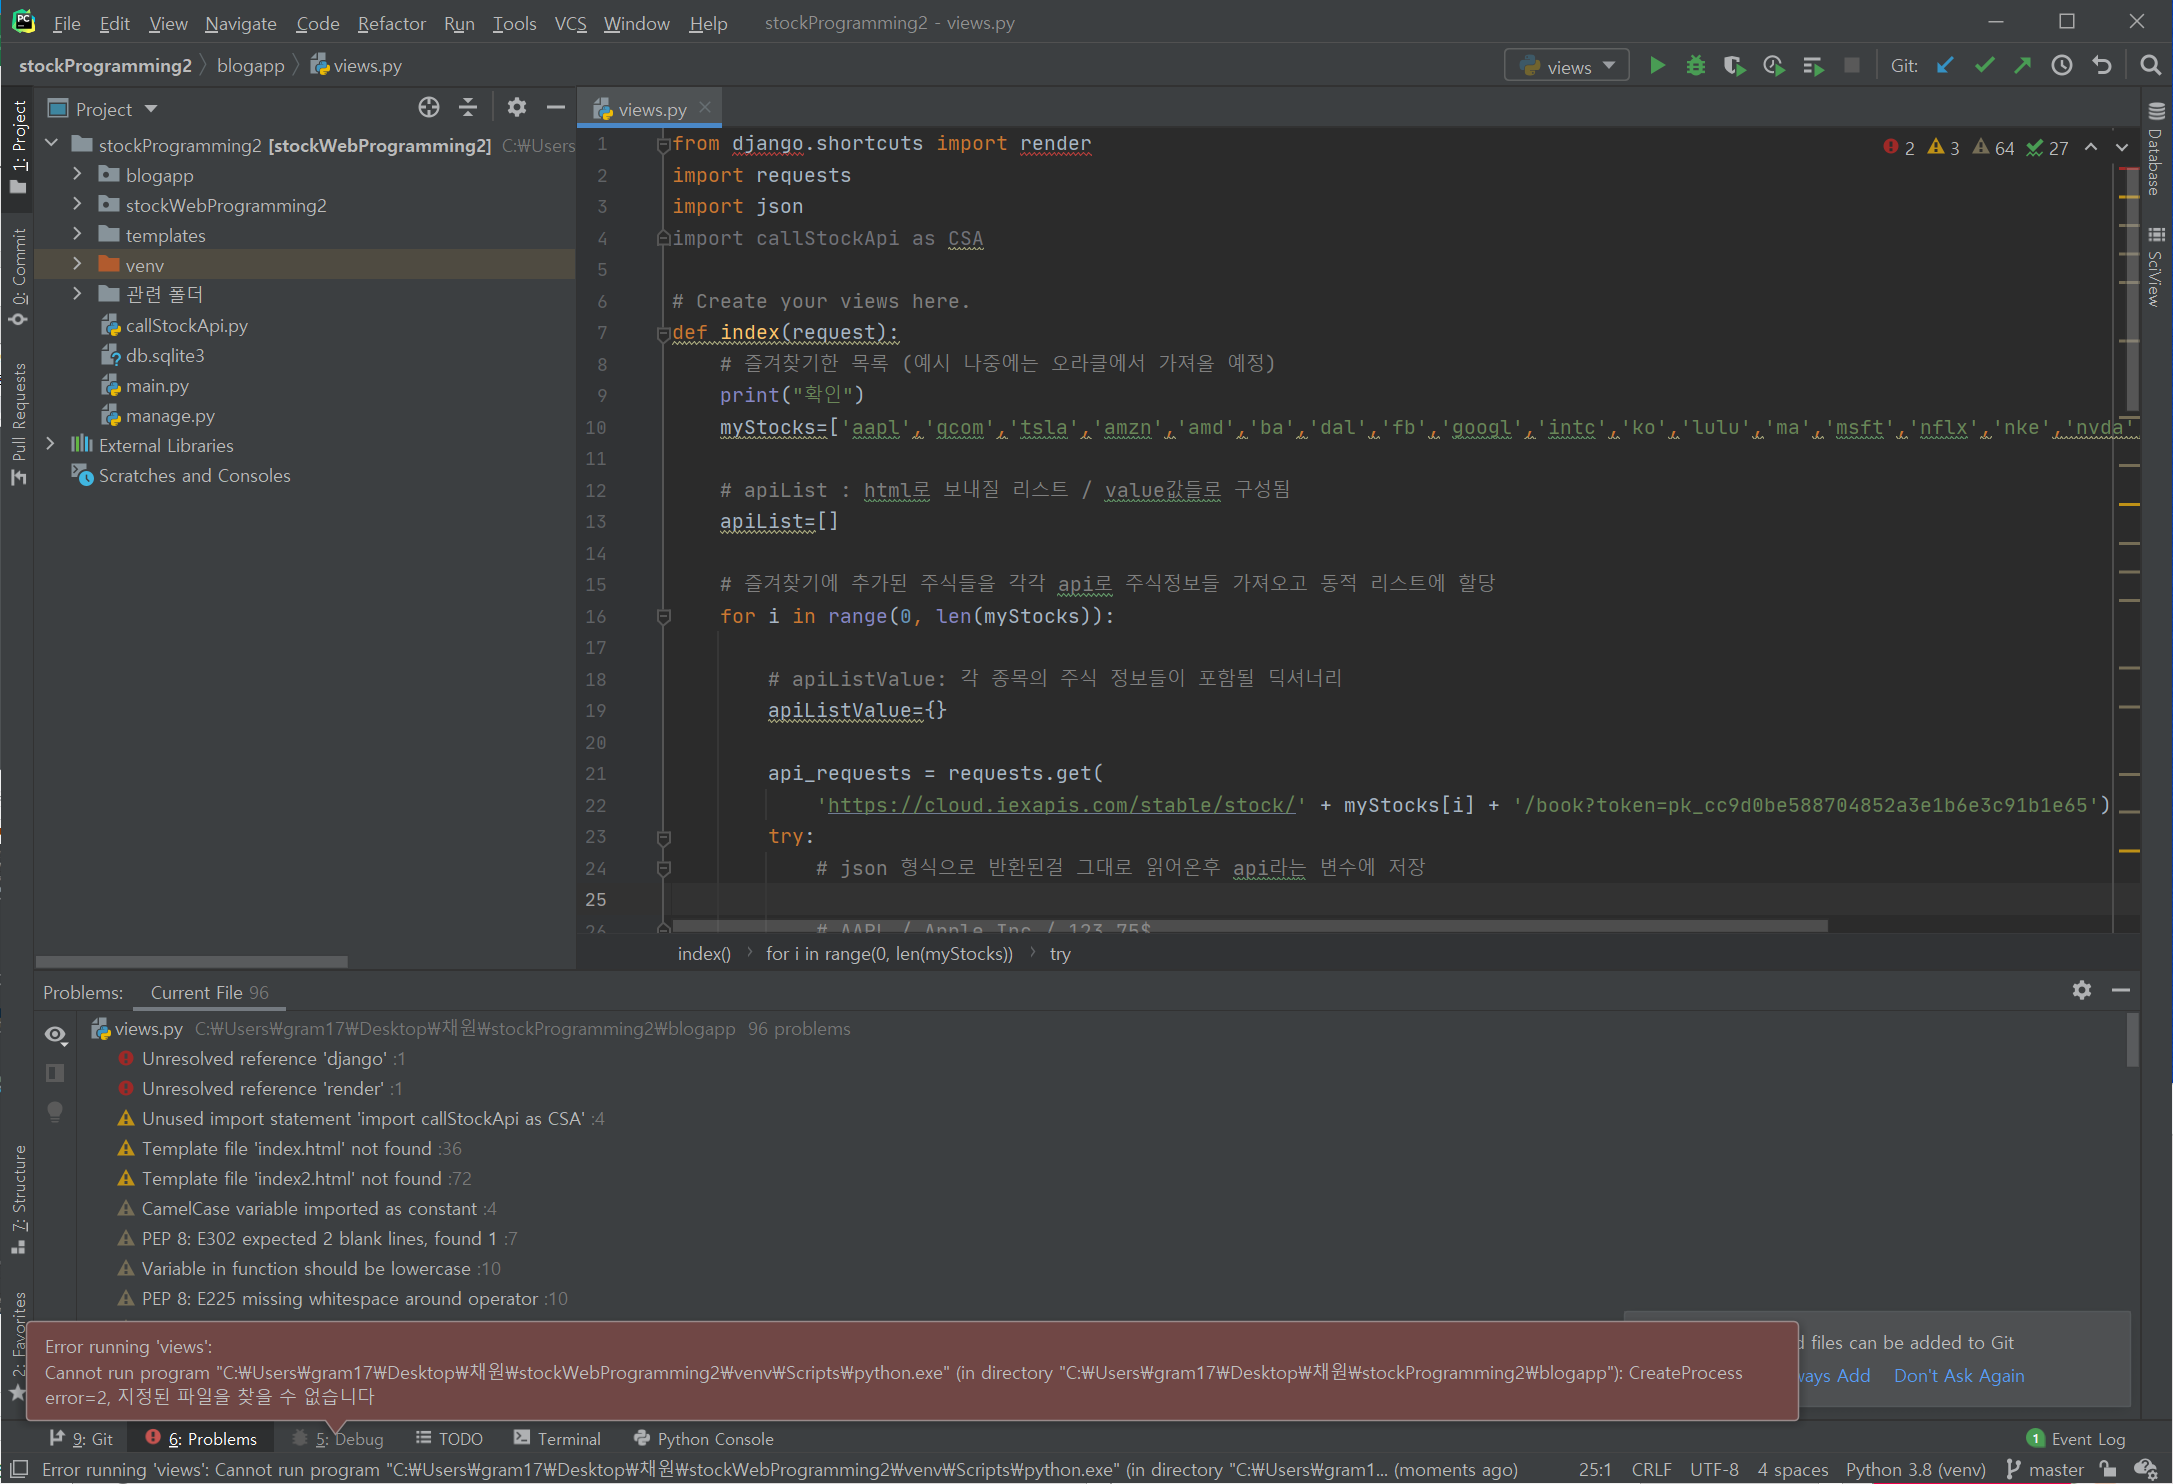 File Edit View Navigate Code Refactor Run Tools VCS Window Help stockProgramming2 - views.py
stockProgramming2 blogapp views.py
views
Git:
1: Project
0: Commit
Pull Requests
7: Structure
2: Favorites
Project
stockProgramming2 [stockWebProgramming2] C:₩Users
blogapp
stockWebProgramming2
templates
venv
관련 폴더
callStockApi.py
db.sqlite3
main.py
manage.py
External Libraries
Scratches and Consoles
views.py
2 3 64 27
Database
SciView
1 from django.shortcuts import render
2 import requests
3 import json
4 import callStockApi as CSA
5
6 # Create your views here.
7 def index(request):
8 # 즐겨찾기한 목록 (예시 나중에는 오라클에서 가져올 예정)
9 print("확인")
10 myStocks=['aapl','qcom','tsla','amzn','amd','ba','dal','fb','googl','intc','ko','lulu','ma','msft','nflx','nke','nvda'
11
12 # apiList : html로 보내질 리스트 / value값들로 구성됨
13 apiList=[]
14
15 # 즐겨찾기에 추가된 주식들을 각각 api로 주식정보들 가져오고 동적 리스트에 할당
16 for i in range(0, len(myStocks)):
17
18 # apiListValue: 각 종목의 주식 정보들이 포함될 딕셔너리
19 apiListValue={}
20
21 api_requests = requests.get(
22 'https://cloud.iexapis.com/stable/stock/' + myStocks[i] + '/book?token=pk_cc9d0be588704852a3e1b6e3c91b1e65')
23 try:
24 # json 형식으로 반환된걸 그대로 읽어온후 api라는 변수에 저장
25
26 # AAPL / Apple Inc / 123.75$
index() for i in range(0, len(myStocks)) try
Problems: Current File 96
views.py C:₩Users₩gram17₩Desktop₩채원₩stockProgramming2₩blogapp 96 problems
Unresolved reference 'django' :1
Unresolved reference 'render' :1
Unused import statement 'import callStockApi as CSA' :4
Template file 'index.html' not found :36
Template file 'index2.html' not found :72
CamelCase variable imported as constant :4
PEP 8: E302 expected 2 blank lines, found 1 :7
Variable in function should be lowercase :10
PEP 8: E225 missing whitespace around operator :10
Error running 'views':
Cannot run program "C:₩Users₩gram17₩Desktop₩채원₩stockWebProgramming2₩venv₩Scripts₩python.exe" (in directory "C:₩Users₩gram17₩Desktop₩채원₩stockProgramming2₩blogapp"): CreateProcess
error=2, 지정된 파일을 찾을 수 없습니다
files can be added to Git
ways Add Don't Ask Again
9: Git 6: Problems 5: Debug TODO Terminal Python Console 1 Event Log
Error running 'views': Cannot run program "C:₩Users₩gram17₩Desktop₩채원₩stockWebProgramming2₩venv₩Scripts₩python.exe" (in directory "C:₩Users₩gram1... (moments ago) 25:1 CRLF UTF-8 4 spaces Python 3.8 (venv) master